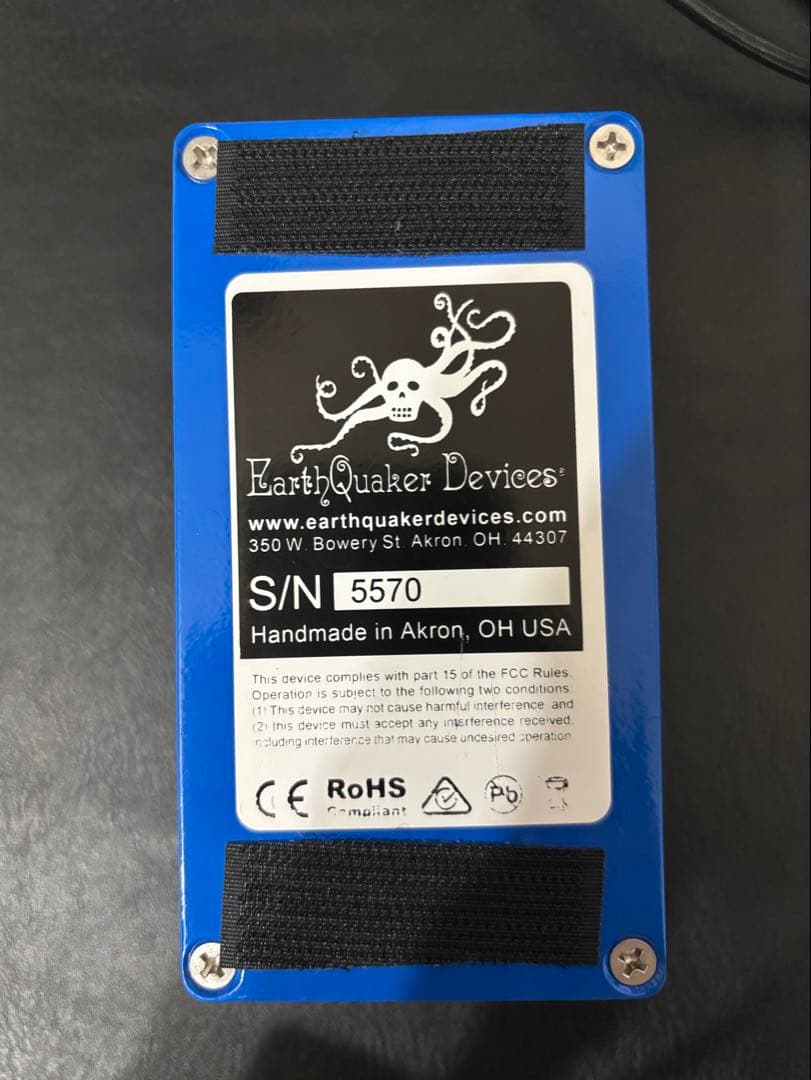 EarthQuaker Devices
www.earthquakerdevices.com
350 W. Bowery St. Akron, OH. 44307
S/N 5570
Handmade in Akron, OH USA
This device complies with part 15 of the FCC Rules.
Operation is subject to the following two conditions:
(1) This device may not cause harmful interference and
(2) this device must accept any interference received,
including interference that may cause undesired operation
CE RoHS Pb
Compliant